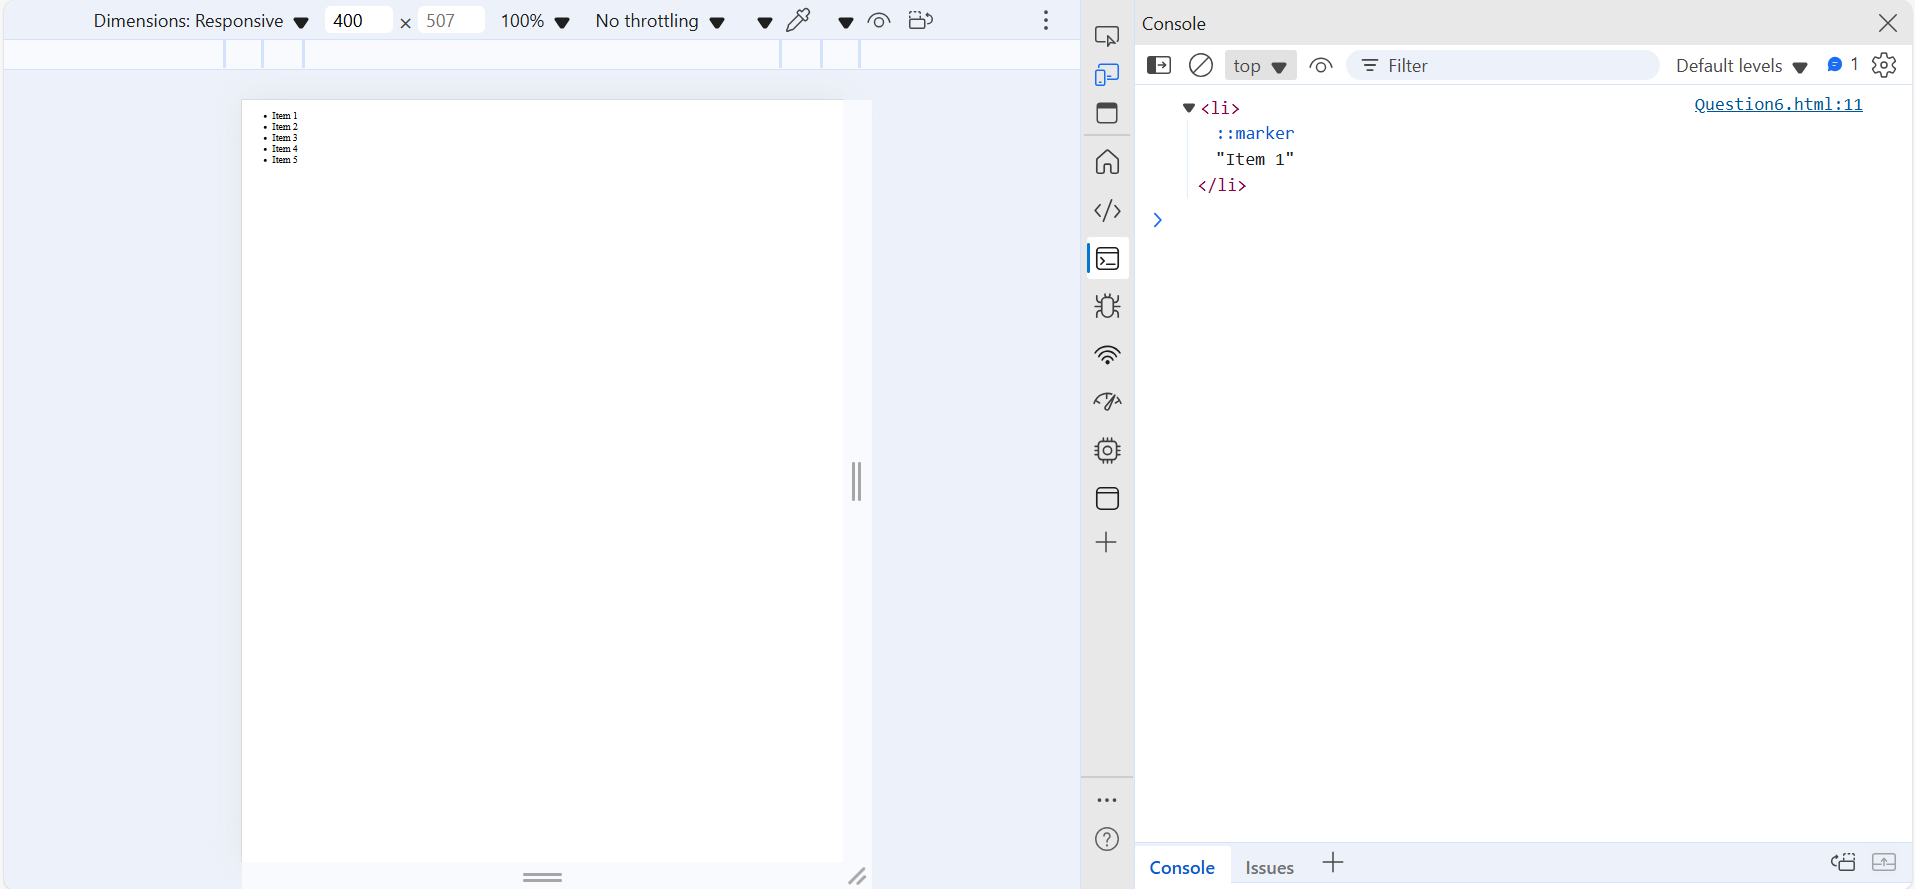 Dimensions: Responsive 400 × 507 100% No throttling
Item 1
Item 2
Item 3
Item 4
Item 5
Console
top Filter Default levels 1
<li> Question6.html:11
::marker
"Item 1"
</li>
Console Issues